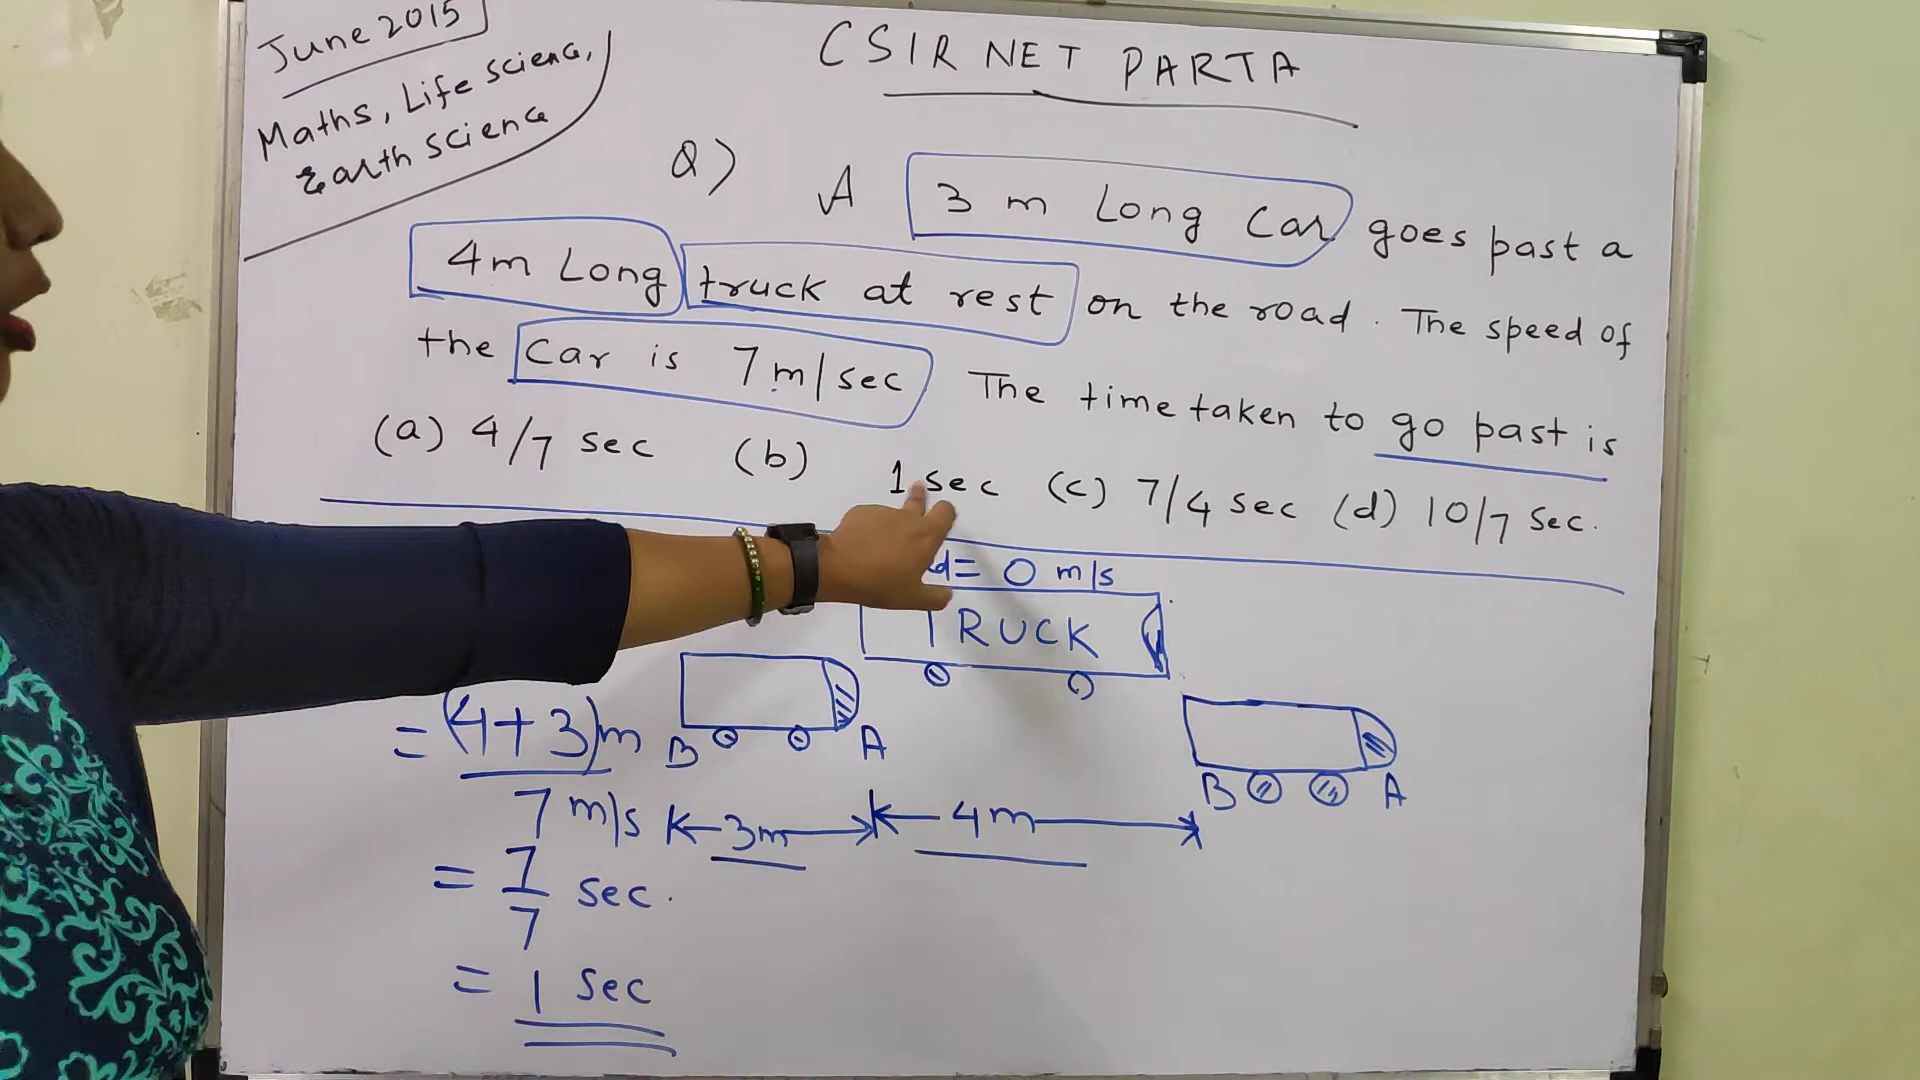 June 2015
Maths, Life science,
Earth science
CSIR NET PARTA
Q) A 3 m Long Car goes past a
4m Long truck at rest on the road. The speed of
the Car is 7m/sec The time taken to go past is
(a) 4/7 sec (b) 1 sec (c) 7/4 sec (d) 10/7 Sec.
d= 0 m/s
TRUCK
= (4+3)m
7 m/s
B A
B A
3m 4m
= 7/7 sec.
= 1 sec